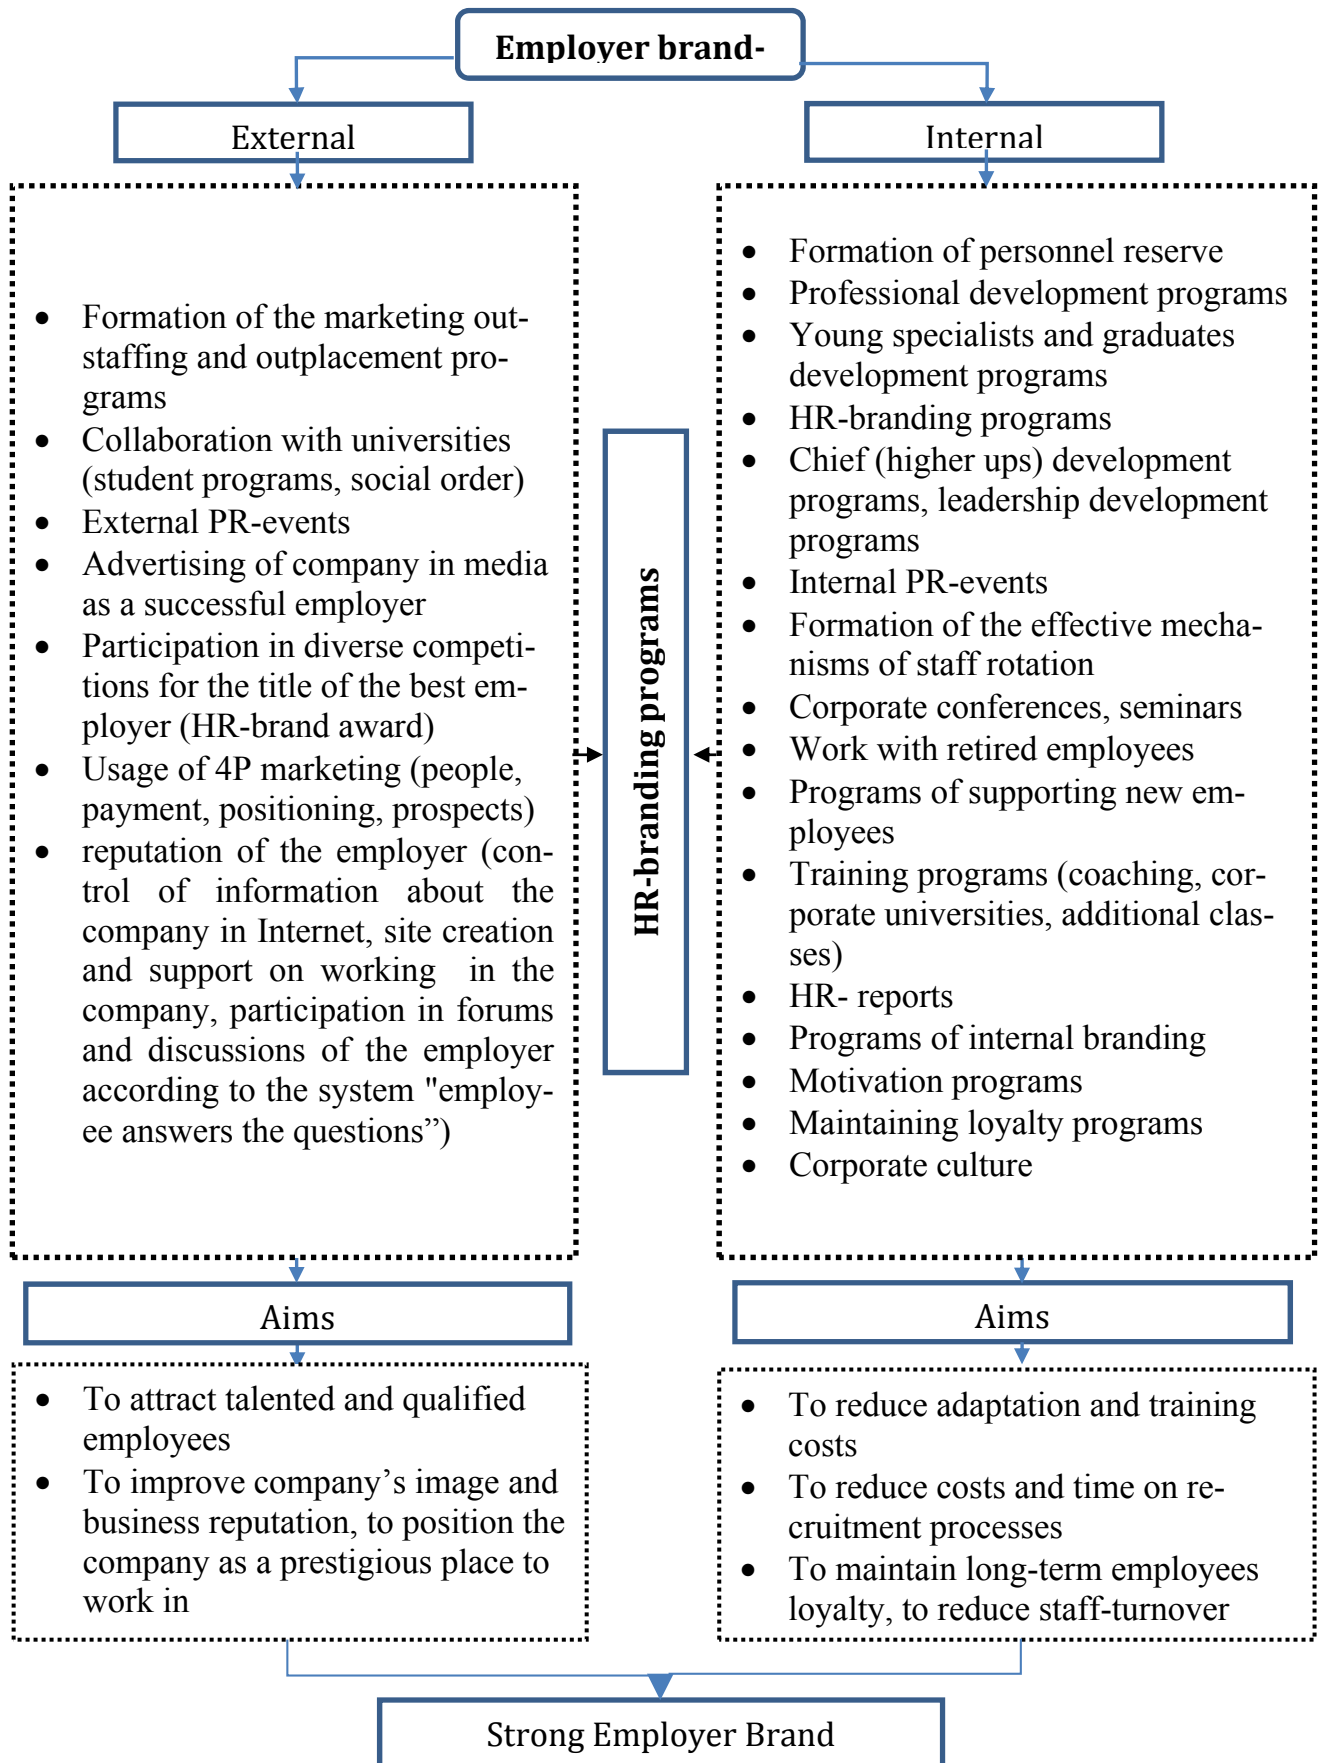 Employer brand-
External
Internal
• Formation of the marketing out-
staffing and outplacement pro-
grams
• Collaboration with universities
(student programs, social order)
• External PR-events
• Advertising of company in media
as a successful employer
• Participation in diverse competi-
tions for the title of the best em-
ployer (HR-brand award)
• Usage of 4P marketing (people,
payment, positioning, prospects)
• reputation of the employer (con-
trol of information about the
company in Internet, site creation
and support on working in the
company, participation in forums
and discussions of the employer
according to the system "employ-
ee answers the questions”)
HR-branding programs
• Formation of personnel reserve
• Professional development programs
• Young specialists and graduates
development programs
• HR-branding programs
• Chief (higher ups) development
programs, leadership development
programs
• Internal PR-events
• Formation of the effective mecha-
nisms of staff rotation
• Corporate conferences, seminars
• Work with retired employees
• Programs of supporting new em-
ployees
• Training programs (coaching, cor-
porate universities, additional clas-
ses)
• HR- reports
• Programs of internal branding
• Motivation programs
• Maintaining loyalty programs
• Corporate culture
Aims
Aims
• To attract talented and qualified
employees
• To improve company’s image and
business reputation, to position the
company as a prestigious place to
work in
• To reduce adaptation and training
costs
• To reduce costs and time on re-
cruitment processes
• To maintain long-term employees
loyalty, to reduce staff-turnover
Strong Employer Brand